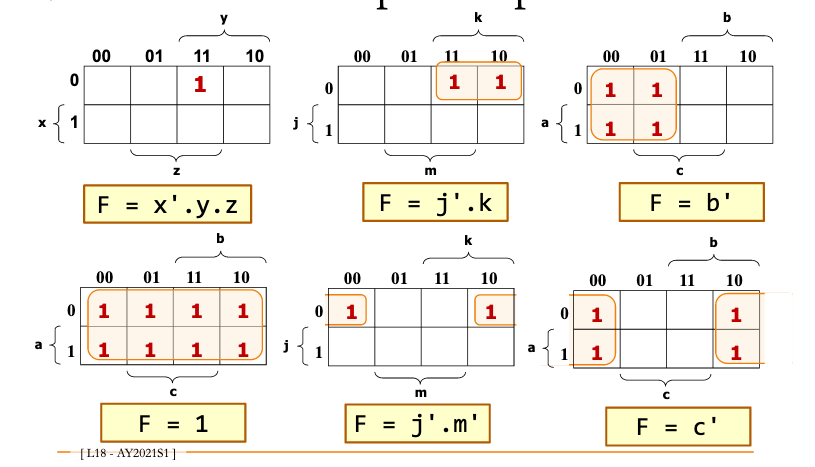 y
00 01 11 10
0 1
x 1
z
F = x'.y.z
k
00 01 11 10
0 1 1
j 1
m
F = j'.k
b
00 01 11 10
0 1 1
a 1 1 1
c
F = b'
b
00 01 11 10
0 1 1 1 1
a 1 1 1 1 1
c
F = 1
k
00 01 11 10
0 1 1
j 1
m
F = j'.m'
b
00 01 11 10
0 1 1
a 1 1 1
c
F = c'
[ L18 - AY2021S1 ]